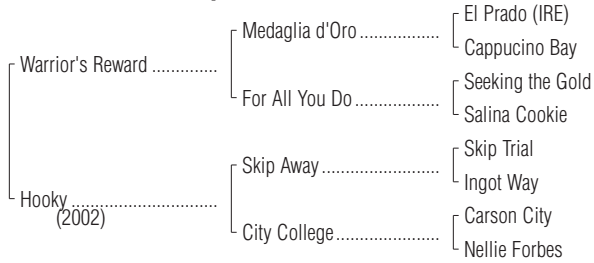 El Prado (IRE)
Medaglia d'Oro ..................
Cappucino Bay
Warrior's Reward ..............
Seeking the Gold
For All You Do ...................
Salina Cookie
Skip Trial
Skip Away ..........................
Ingot Way
Hooky ................................
(2002)
Carson City
City College.......................
Nellie Forbes